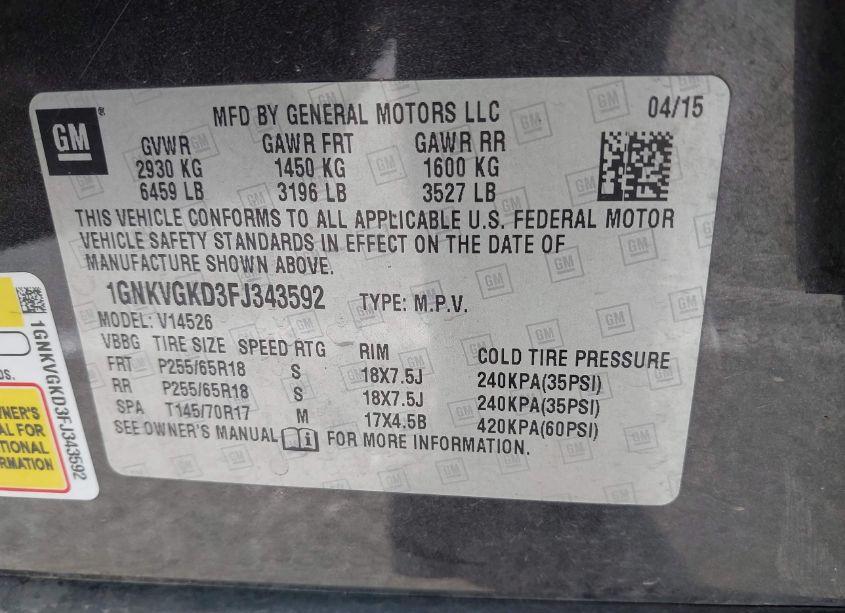 GM
®
MFD BY GENERAL MOTORS LLC 04/15
GVWR GAWR FRT GAWR RR
2930 KG 1450 KG 1600 KG
6459 LB 3196 LB 3527 LB
THIS VEHICLE CONFORMS TO ALL APPLICABLE U.S. FEDERAL MOTOR
VEHICLE SAFETY STANDARDS IN EFFECT ON THE DATE OF
MANUFACTURE SHOWN ABOVE.
1GNKVGKD3FJ343592 TYPE: M.P.V.
MODEL: V14526
VBBG TIRE SIZE SPEED RTG RIM COLD TIRE PRESSURE
FRT P255/65R18 S 18X7.5J 240KPA(35PSI)
RR P255/65R18 S 18X7.5J 240KPA(35PSI)
SPA T145/70R17 M 17X4.5B 420KPA(60PSI)
SEE OWNER'S MANUAL i FOR MORE INFORMATION.
1GNKVGKD3F-J343592